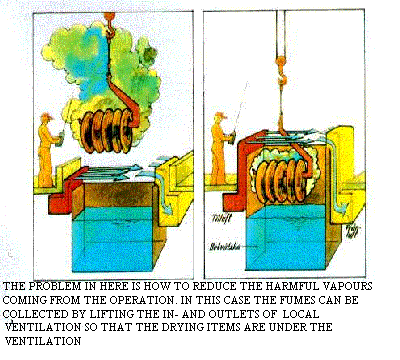 Tilluft
THE PROBLEM IN HERE IS HOW TO REDUCE THE HARMFUL VAPOURS
COMING FROM THE OPERATION. IN THIS CASE THE FUMES CAN BE
COLLECTED BY LIFTING THE IN- AND OUTLETS OF LOCAL
VENTILATION SO THAT THE DRYING ITEMS ARE UNDER THE
VENTILATION